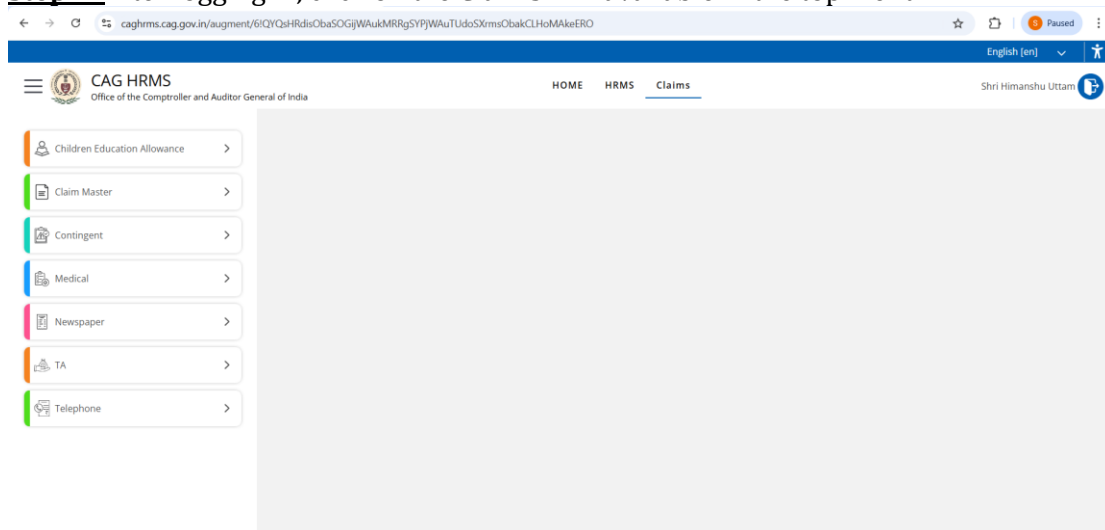 caghrms.cag.gov.in/augment/6!QYQsHRdisObaSOGijWAukMRRgSYPjWAuTUdoSXrmsObakCLHoMAkeERO
S Paused
English [en]
CAG HRMS
Office of the Comptroller and Auditor General of India
HOME HRMS Claims
Shri Himanshu Uttam
Children Education Allowance
Claim Master
Contingent
Medical
Newspaper
TA
Telephone